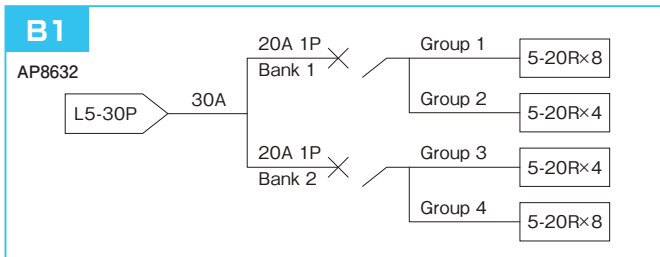 B1
AP8632
L5-30P
30A
20A 1P
Bank 1
Group 1
5-20R×8
Group 2
5-20R×4
20A 1P
Bank 2
Group 3
5-20R×4
Group 4
5-20R×8